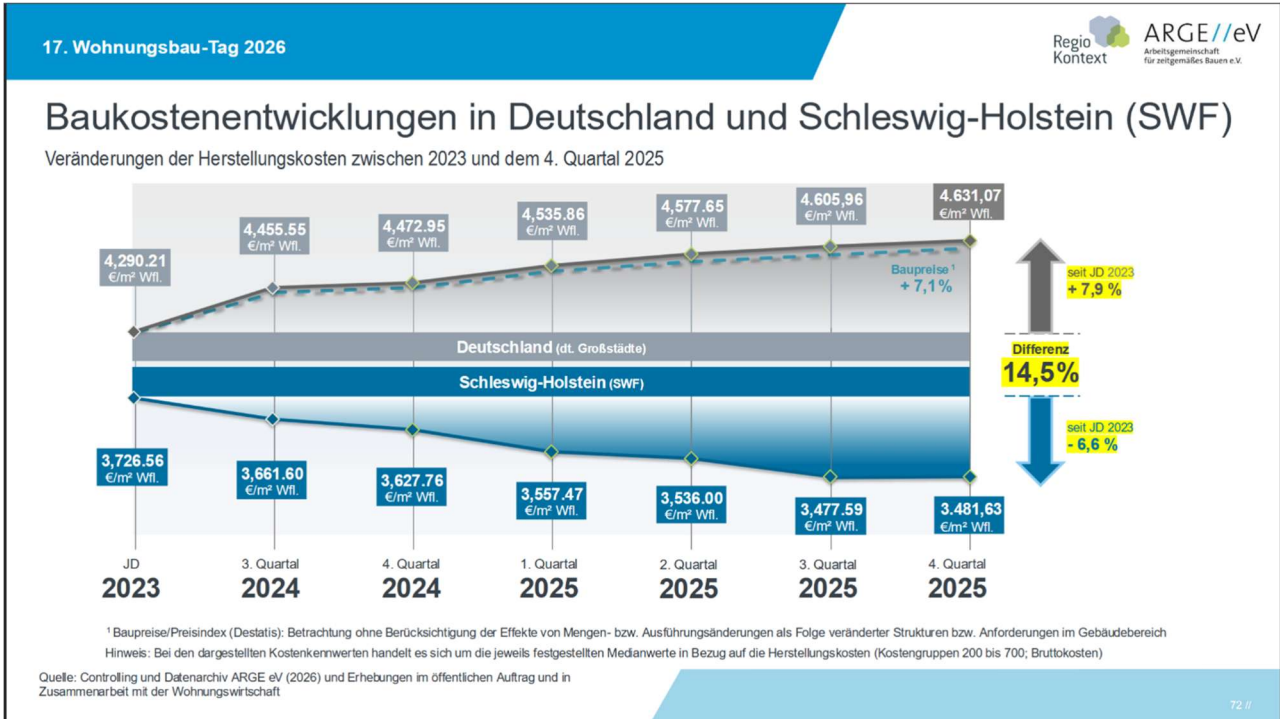 17. Wohnungsbau-Tag 2026
Regio
Kontext
ARGE//eV
Arbeitsgemeinschaft
für zeitgemäßes Bauen e.V.
Baukostenentwicklungen in Deutschland und Schleswig-Holstein (SWF)
Veränderungen der Herstellungskosten zwischen 2023 und dem 4. Quartal 2025
4,290.21
€/m² Wfl.
4,455.55
€/m² Wfl.
4,472.95
€/m² Wfl.
4,535.86
€/m² Wfl.
4,577.65
€/m² Wfl.
4.605,96
€/m² Wfl.
4.631,07
€/m² Wfl.
Baupreise ¹
+ 7,1%
seit JD 2023
+ 7,9 %
Deutschland (dt. Großstädte)
Differenz
14,5%
Schleswig-Holstein (SWF)
seit JD 2023
- 6,6 %
3,726.56
€/m² Wfl.
3,661.60
€/m² Wfl.
3,627.76
€/m² Wfl.
3,557.47
€/m² Wfl.
3,536.00
€/m² Wfl.
3,477.59
€/m² Wfl.
3.481,63
€/m² Wfl.
JD
2023
3. Quartal
2024
4. Quartal
2024
1. Quartal
2025
2. Quartal
2025
3. Quartal
2025
4. Quartal
2025
¹ Baupreise/Preisindex (Destatis): Betrachtung ohne Berücksichtigung der Effekte von Mengen- bzw. Ausführungsänderungen als Folge veränderter Strukturen bzw. Anforderungen im Gebäudebereich
Hinweis: Bei den dargestellten Kostenkennwerten handelt es sich um die jeweils festgestellten Medianwerte in Bezug auf die Herstellungskosten (Kostengruppen 200 bis 700; Bruttokosten)
Quelle: Controlling und Datenarchiv ARGE eV (2026) und Erhebungen im öffentlichen Auftrag und in
Zusammenarbeit mit der Wohnungswirtschaft
72 //